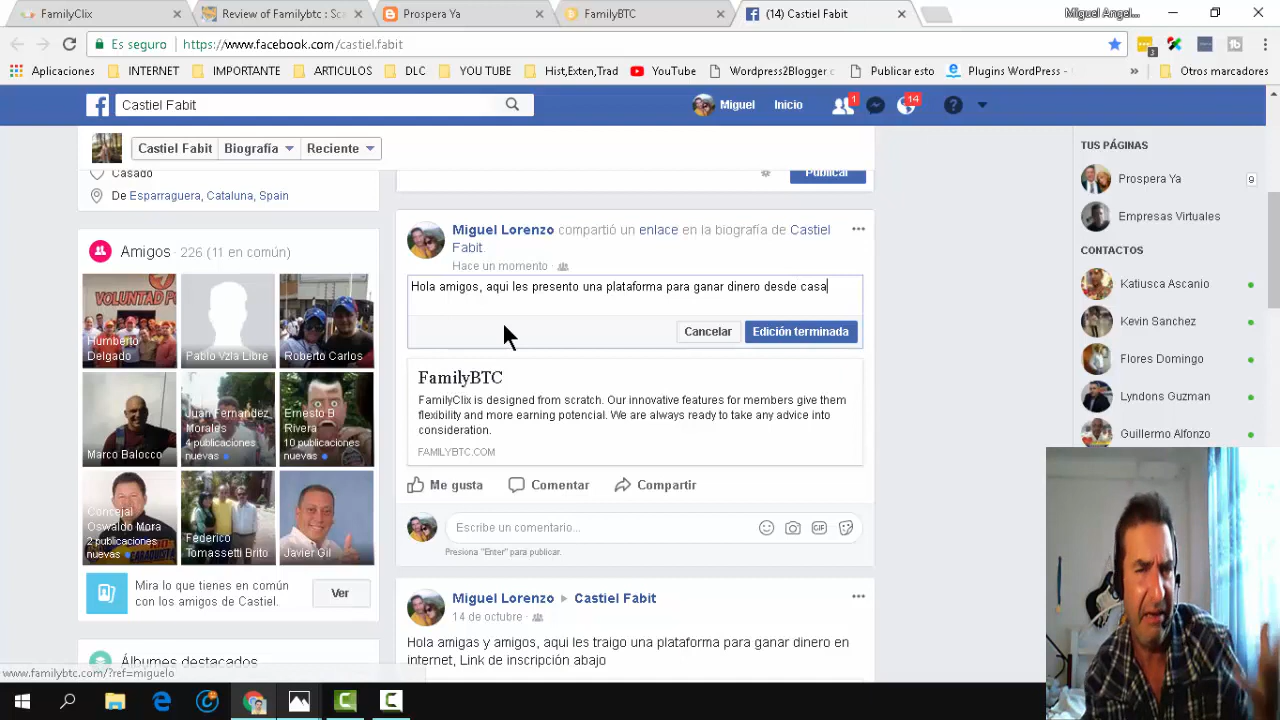 FamilyClix
Review of Familybtc : Sc
Prospera Ya
FamilyBTC
(14) Castiel Fabit
Miguel Angel...
Es seguro
https://www.facebook.com/castiel.fabit
3
Aplicaciones
INTERNET
IMPORTANTE
ARTICULOS
DLC
YOU TUBE
Hist,Exten,Trad
YouTube
Wordpress2Blogger
Publicar esto
Plugins WordPress -
Otros marcadores
Castiel Fabit
Miguel
Inicio
1
14
Castiel Fabit
Biografía
Reciente
Casado
De Esparraguera, Cataluna, Spain
Publicar
Amigos 226 (11 en común)
VOLUNTAD P
Humberto
Delgado
Pablo Vzla Libre
Roberto Carlos
Marco Balocco
Juan Fernandez
Morales
4 publicaciones
nuevas
Ernesto B
Rivera
10 publicaciones
nuevas
Concejal
Oswaldo Mora
2 publicaciones
nuevas
Federico
Tomassetti Brito
Javier Gil
Mira lo que tienes en común
con los amigos de Castiel.
Ver
Álbumes destacados
www.familybtc.com/?ref=miguelo
Miguel Lorenzo compartió un enlace en la biografía de Castiel
Fabit.
Hace un momento
Hola amigos, aqui les presento una plataforma para ganar dinero desde casa
Cancelar
Edición terminada
FamilyBTC
FamilyClix is designed from scratch. Our innovative features for members give them
flexibility and more earning potencial. We are always ready to take any advice into
consideration.
FAMILYBTC.COM
Me gusta
Comentar
Compartir
Escribe un comentario...
GIF
Presiona "Enter" para publicar.
Miguel Lorenzo
Castiel Fabit
14 de octubre
Hola amigas y amigos, aqui les traigo una plataforma para ganar dinero en
internet, Link de inscripción abajo
TUS PÁGINAS
Prospera Ya
9
Empresas Virtuales
CONTACTOS
Katiusca Ascanio
Kevin Sanchez
Flores Domingo
Lyndons Guzman
Guillermo Alfonzo